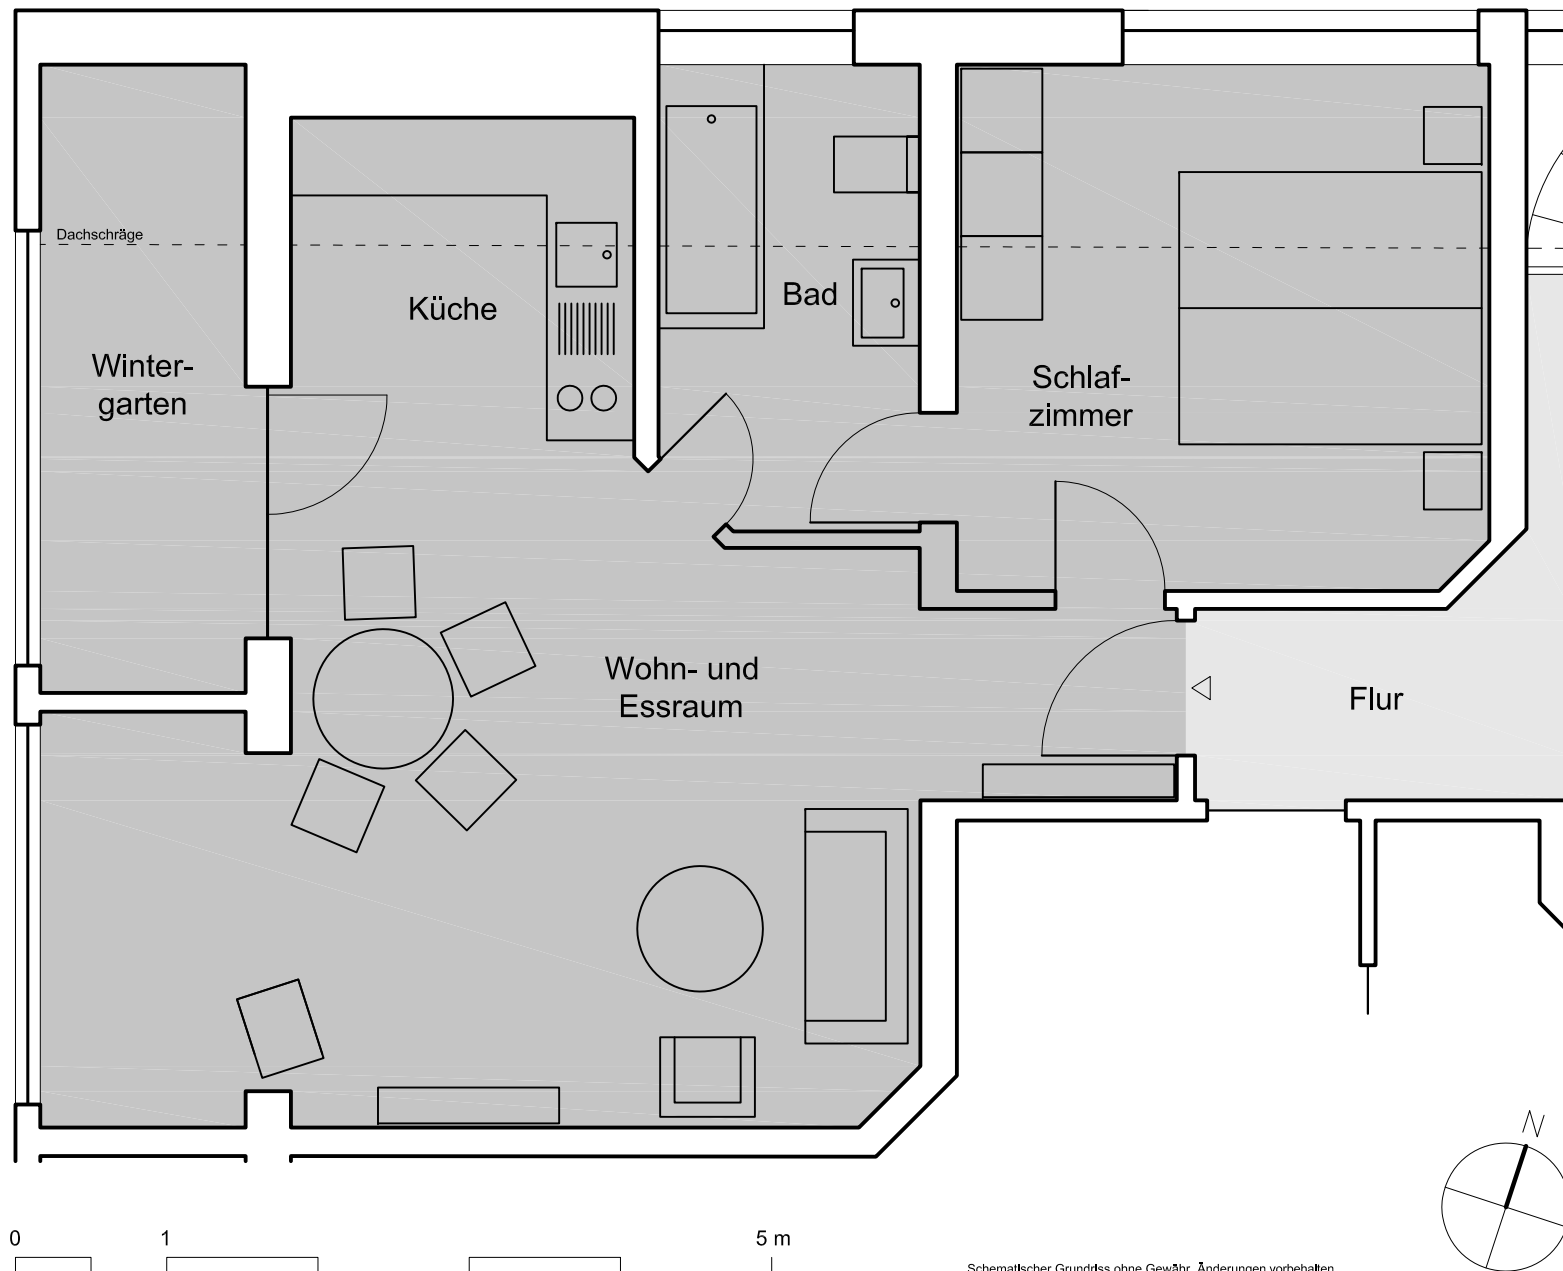 Dachschräge
Küche
Bad
Winter-
garten
Schlaf-
zimmer
Wohn- und
Essraum
Flur
N
0 1 5 m
Schematischer Grundriss ohne Gewähr, Änderungen vorbehalten